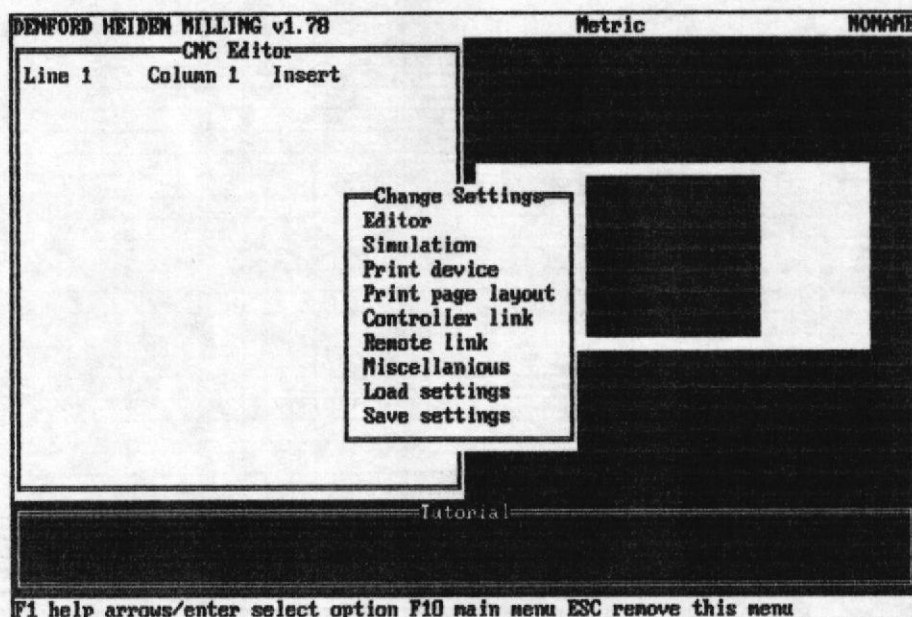 DENFORD HEIDEN MILLING v1.78 Metric NONAME
CNC Editor
Line 1 Column 1 Insert
Change Settings
Editor
Simulation
Print device
Print page layout
Controller link
Remote link
Miscellanious
Load settings
Save settings
Tutorial
F1 help arrows/enter select option F10 main menu ESC remove this menu